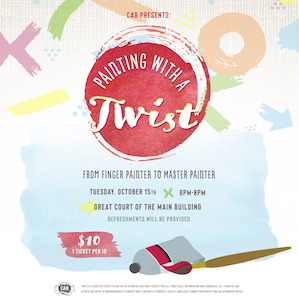 CAB PRESENTS:
PAINTING WITH A
Twist
FROM FINGER PAINTER TO MASTER PAINTER
TUESDAY, OCTOBER 15TH
6PM-8PM
GREAT COURT OF THE MAIN BUILDING
REFRESHMENTS WILL BE PROVIDED
$10
1 TICKET PER ID
CAB